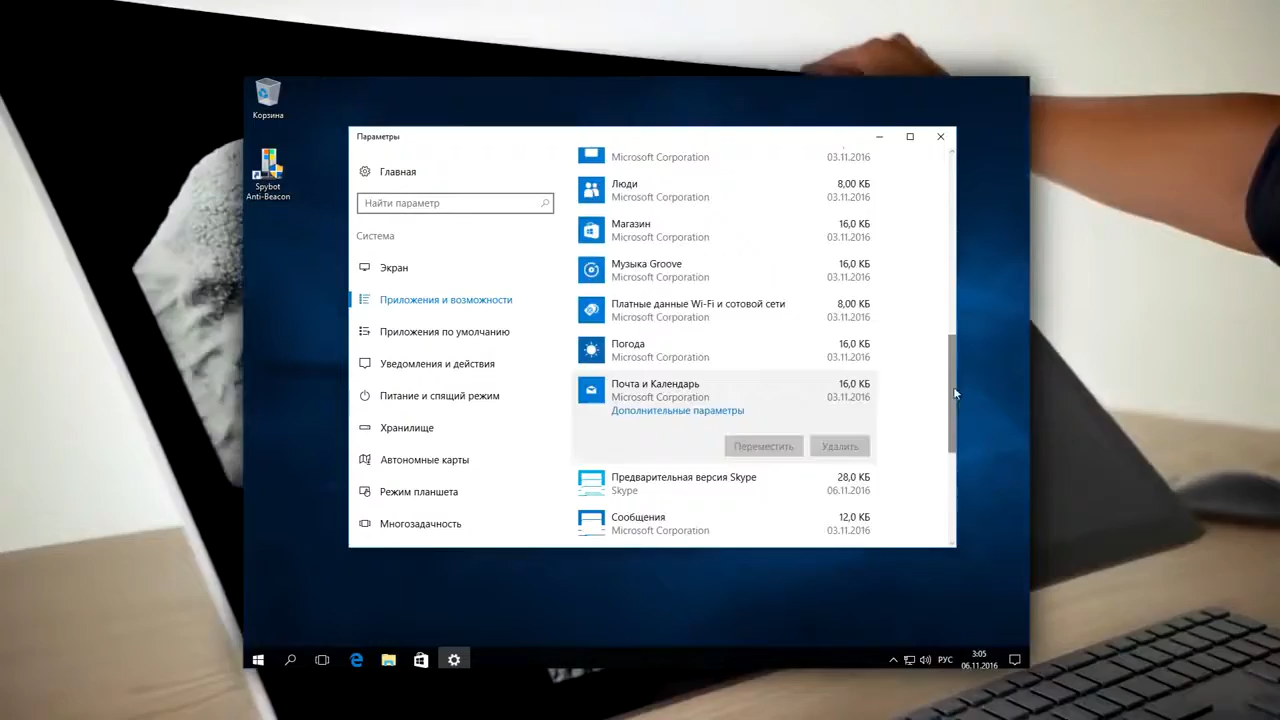 Корзина
Spybot
Anti-Beacon
Параметры
Главная
Найти параметр
Система
Экран
Приложения и возможности
Приложения по умолчанию
Уведомления и действия
Питание и спящий режим
Хранилище
Автономные карты
Режим планшета
Многозадачность
Microsoft Corporation 03.11.2016
Люди 8,00 КБ
Microsoft Corporation 03.11.2016
Магазин 16,0 КБ
Microsoft Corporation 03.11.2016
Музыка Groove 16,0 КБ
Microsoft Corporation 03.11.2016
Платные данные Wi-Fi и сотовой сети 8,00 КБ
Microsoft Corporation 03.11.2016
Погода 16,0 КБ
Microsoft Corporation 03.11.2016
Почта и Календарь 16,0 КБ
Microsoft Corporation 03.11.2016
Дополнительные параметры
Переместить Удалить
Предварительная версия Skype 28,0 КБ
Skype 06.11.2016
Сообщения 12,0 КБ
Microsoft Corporation 03.11.2016
РУС
3:05
06.11.2016